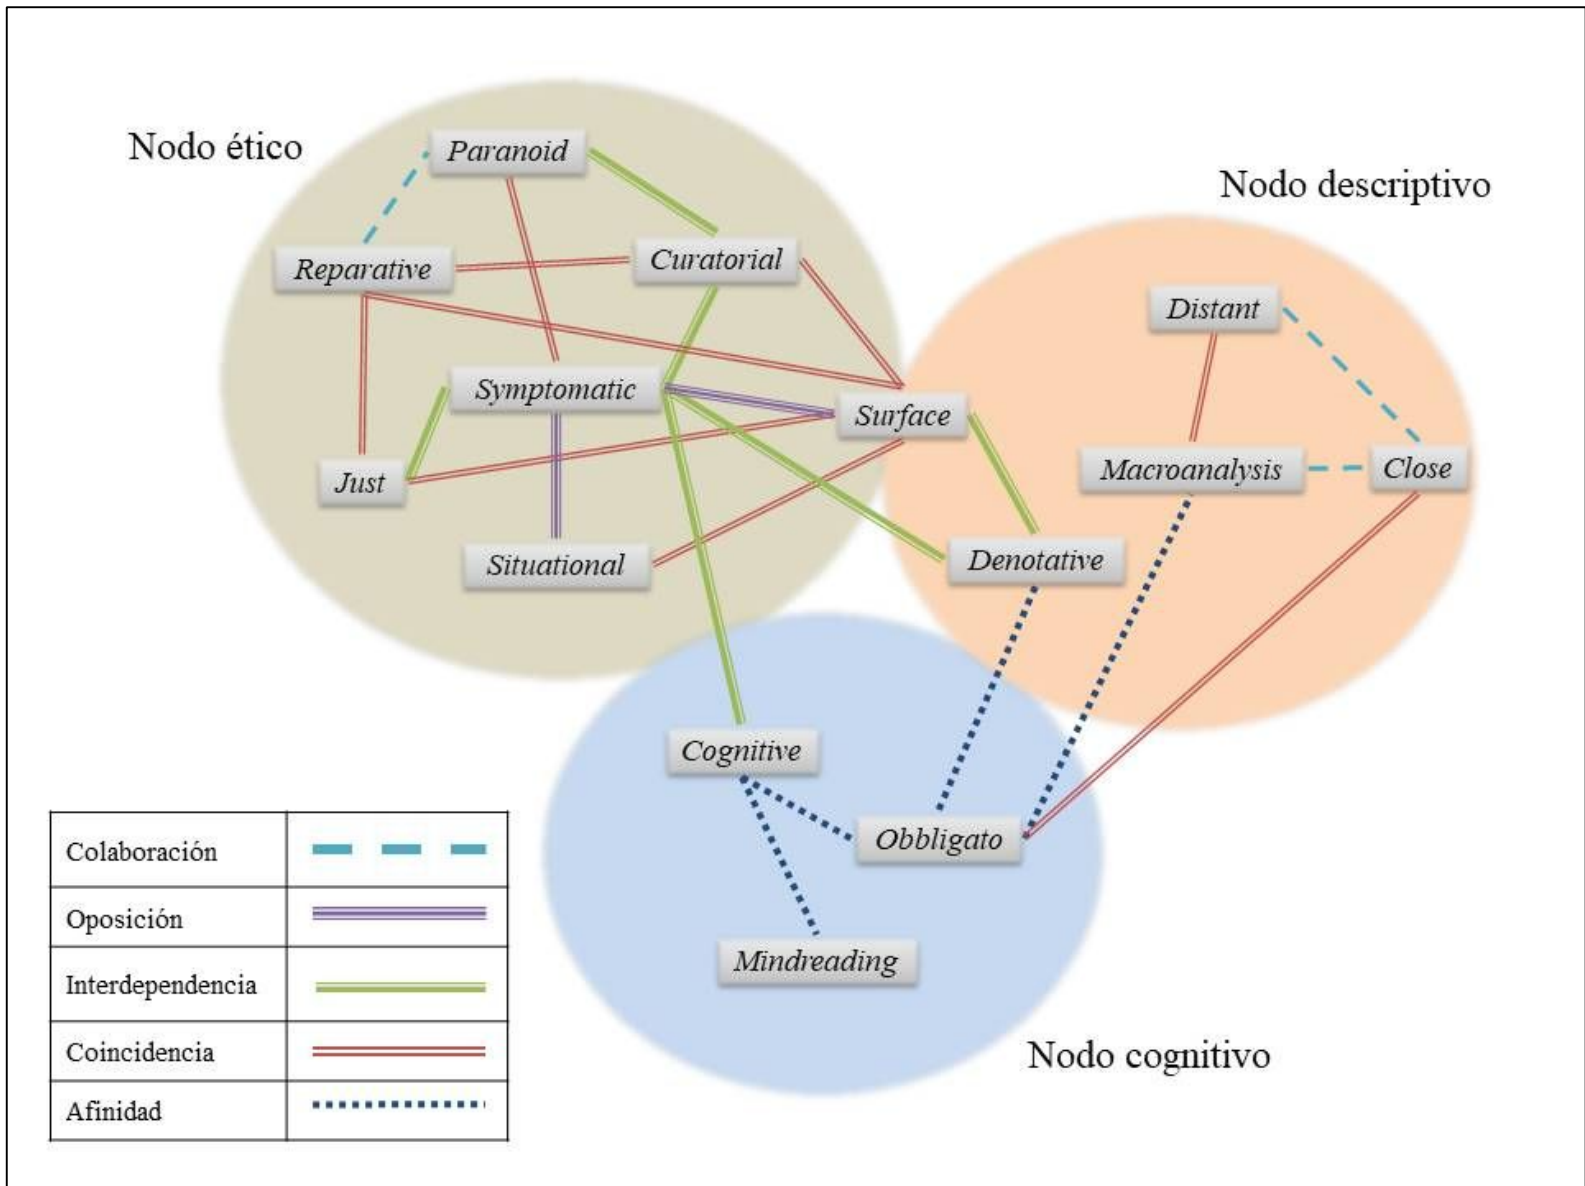 Nodo ético
Paranoid
Nodo descriptivo
Reparative
Curatorial
Distant
Symptomatic
Surface
Just
Macroanalysis
Close
Situational
Denotative
Cognitive
Obbligato
Mindreading
Nodo cognitivo
Colaboración
Oposición
Interdependencia
Coincidencia
Afinidad